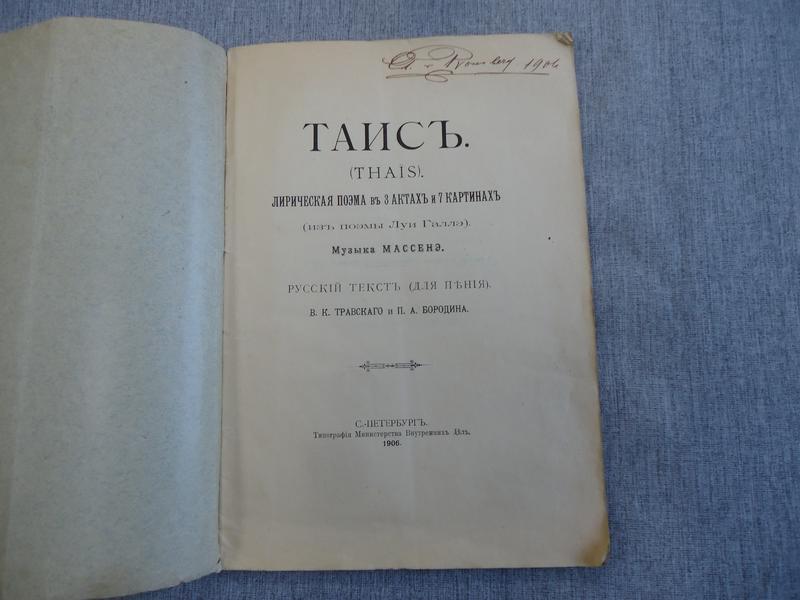 1906
ТАИСЪ.
(THAÏS).
ЛИРИЧЕСКАЯ ПОЭМА въ 3 АКТАХЪ и 7 КАРТИНАХЪ
(изъ поэмы Луи Галлэ).
Музыка МАССЕНЭ.
РУССКІЙ ТЕКСТЪ (ДЛЯ ПѢНІЯ).
В. К. ТРАВСКАГО и П. А. БОРОДИНА.
С.-ПЕТЕРБУРГЪ.
Типографія Министерства Внутреннихъ Дѣлъ.
1906.